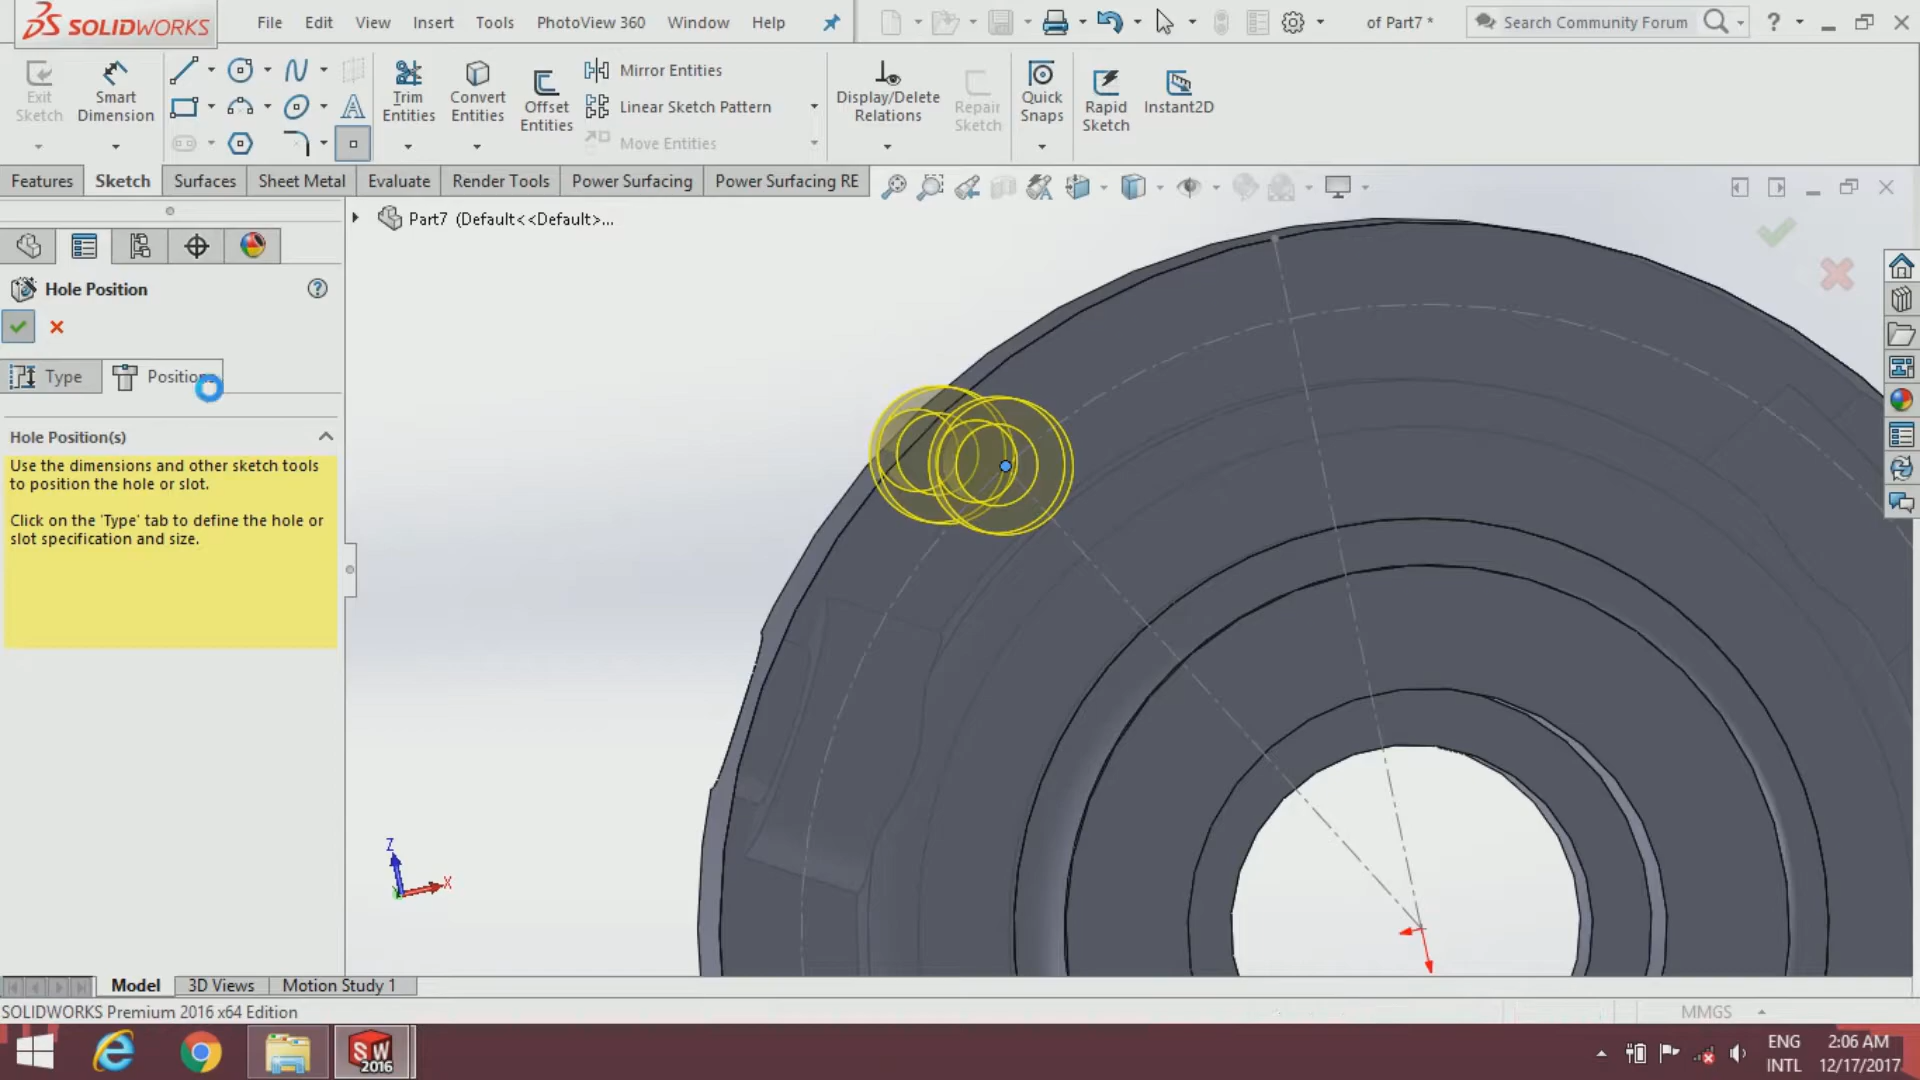 SOLIDWORKS
File
Edit
View
Insert
Tools
PhotoView 360
Window
Help
of Part7 *
Search Community Forum
Exit
Sketch
Smart
Dimension
Trim
Entities
Convert
Entities
Offset
Entities
Mirror Entities
Linear Sketch Pattern
Move Entities
Display/Delete
Relations
Repair
Sketch
Quick
Snaps
Rapid
Sketch
Instant2D
Features
Sketch
Surfaces
Sheet Metal
Evaluate
Render Tools
Power Surfacing
Power Surfacing RE
Part7 (Default<<Default>...
Hole Position
Type
Hole Position(s)
Use the dimensions and other sketch tools
to position the hole or slot.
Click on the 'Type' tab to define the hole or
slot specification and size.
Z
X
Model
3D Views
Motion Study 1
SOLIDWORKS Premium 2016 x64 Edition
MMGS
SW
2016
ENG
INTL
2:06 AM
12/17/2017